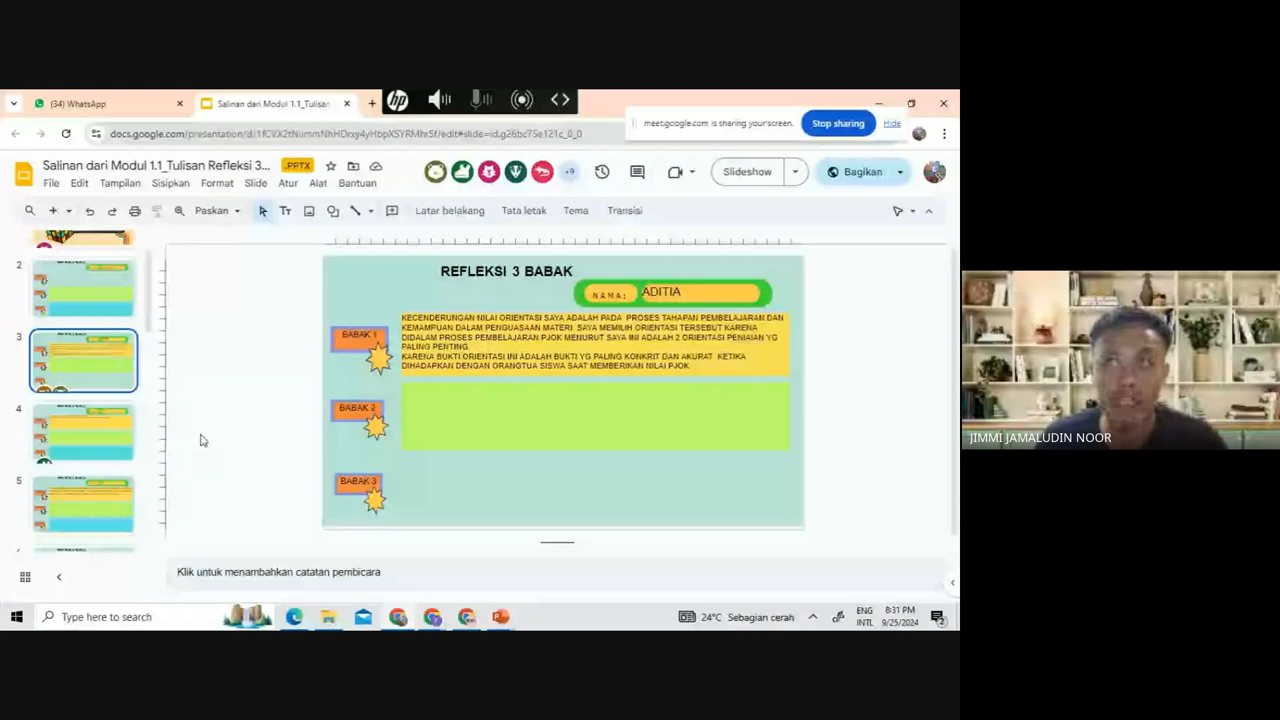 (34) WhatsApp
Salinan dari Modul 1.1_Tulisan
meet.google.com is sharing your screen.
Stop sharing
Hide
Salinan dari Modul 1.1_Tulisan Refleksi 3...
.PPTX
+9
Slideshow
Bagikan
File Edit Tampilan Sisipkan Format Slide Atur Alat Bantuan
Paskan
Latar belakang Tata letak Tema Transisi
2
3
4
5
REFLEKSI 3 BABAK
NAMA:
ADITIA
BABAK 1
KECENDERUNGAN NILAI ORIENTASI SAYA ADALAH PADA PROSES TAHAPAN PEMBELAJARAN DAN
KEMAMPUAN DALAM PENGUASAAN MATERI. SAYA MEMILIH ORIENTASI TERSEBUT KARENA
DIDALAM PROSES PEMBELAJARAN PJOK MENURUT SAYA INI ADALAH 2 ORIENTASI PENIAIAN YG
PALING PENTING.
KARENA BUKTI ORIENTASI INI ADALAH BUKTI YG PALING KONKRIT DAN AKURAT KETIKA
DIHADAPKAN DENGAN ORANGTUA SISWA SAAT MEMBERIKAN NILAI PJOK
BABAK 2
BABAK 3
Klik untuk menambahkan catatan pembicara
Type here to search
24°C Sebagian cerah
ENG
INTL
8:31 PM
9/25/2024
2
JIMMI JAMALUDIN NOOR